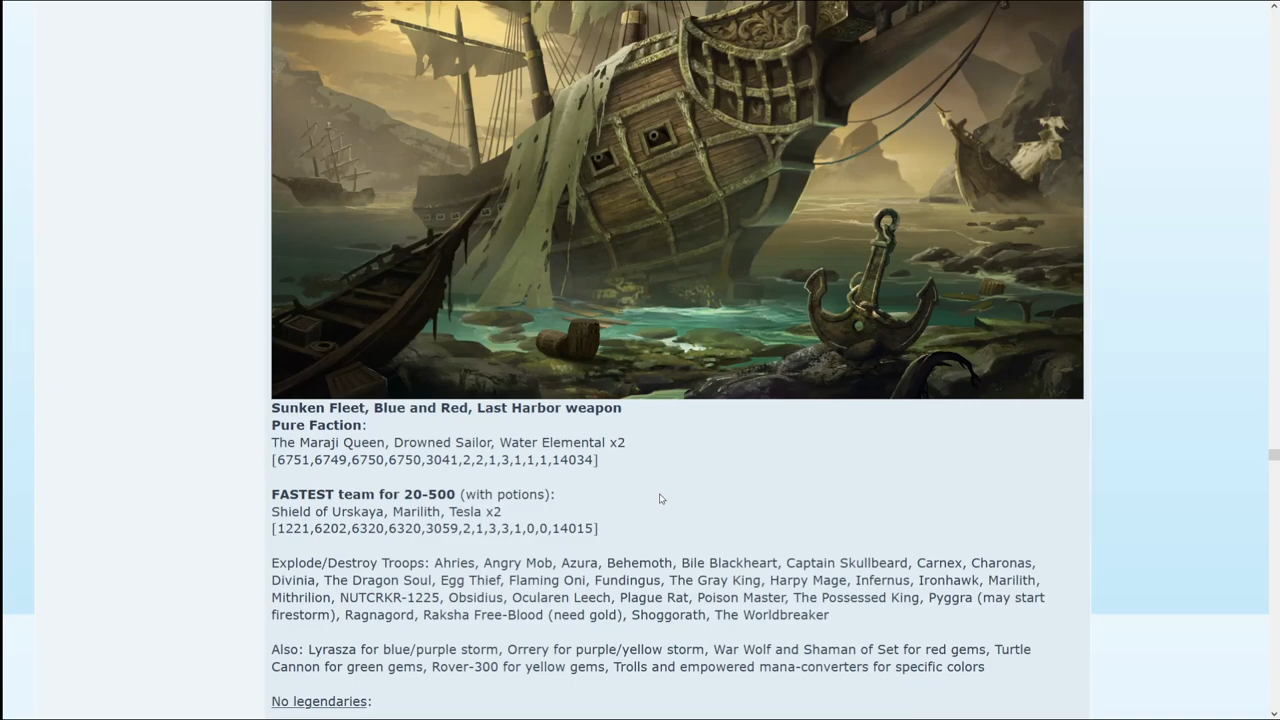 Sunken Fleet, Blue and Red, Last Harbor weapon
Pure Faction:
The Maraji Queen, Drowned Sailor, Water Elemental x2
[6751,6749,6750,6750,3041,2,2,1,3,1,1,1,14034]
FASTEST team for 20-500 (with potions):
Shield of Urskaya, Marilith, Tesla x2
[1221,6202,6320,6320,3059,2,1,3,3,1,0,0,14015]
Explode/Destroy Troops: Ahries, Angry Mob, Azura, Behemoth, Bile Blackheart, Captain Skullbeard, Carnex, Charonas,
Divinia, The Dragon Soul, Egg Thief, Flaming Oni, Fundingus, The Gray King, Harpy Mage, Infernus, Ironhawk, Marilith,
Mithrilion, NUTCRKR-1225, Obsidius, Ocularen Leech, Plague Rat, Poison Master, The Possessed King, Pyggra (may start
firestorm), Ragnagord, Raksha Free-Blood (need gold), Shoggorath, The Worldbreaker
Also: Lyrasza for blue/purple storm, Orrery for purple/yellow storm, War Wolf and Shaman of Set for red gems, Turtle
Cannon for green gems, Rover-300 for yellow gems, Trolls and empowered mana-converters for specific colors
No legendaries: